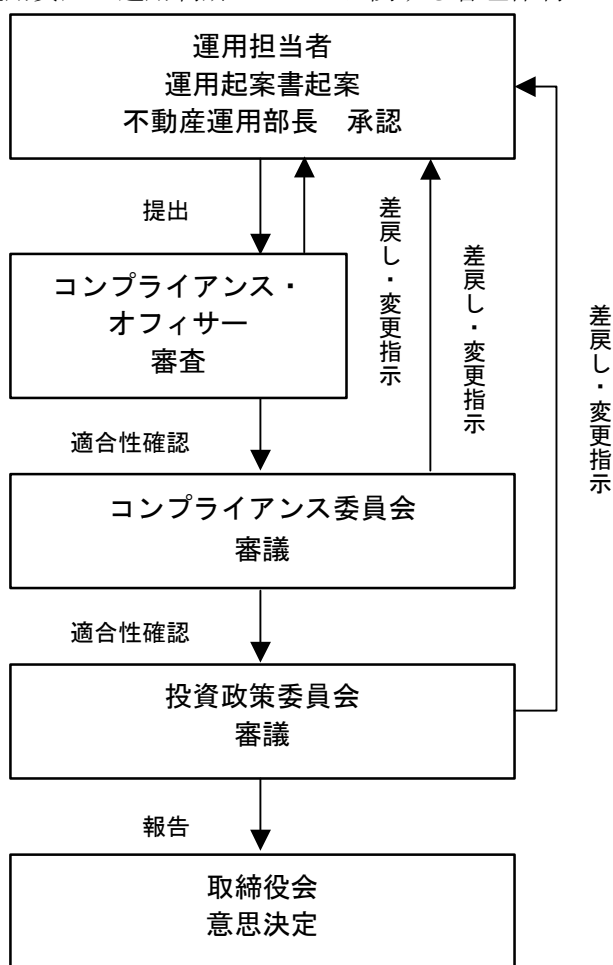 運用担当者
運用起案書起案
不動産運用部長 承認
提出
差戻し・変更指示
差戻し・変更指示
差戻し・変更指示
コンプライアンス・
オフィサー
審査
適合性確認
コンプライアンス委員会
審議
適合性確認
投資政策委員会
審議
報告
取締役会
意思決定